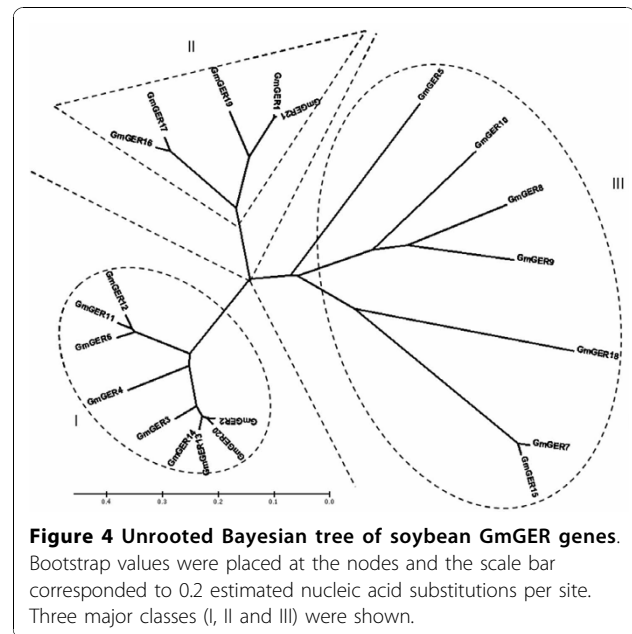 II
GmGER5
GmGER19
GmGER1
GmGER21
GmGER17
GmGER16
GmGER10
III
GmGER8
GmGER9
GmGER12
GmGER11
GmGER6
GmGER18
GmGER4
I
GmGER3
GmGER2
GmGER20
GmGER14
GmGER13
GmGER7
GmGER15
0.4 0.3 0.2 0.1 0.0
Figure 4 Unrooted Bayesian tree of soybean GmGER genes.
Bootstrap values were placed at the nodes and the scale bar
corresponded to 0.2 estimated nucleic acid substitutions per site.
Three major classes (I, II and III) were shown.